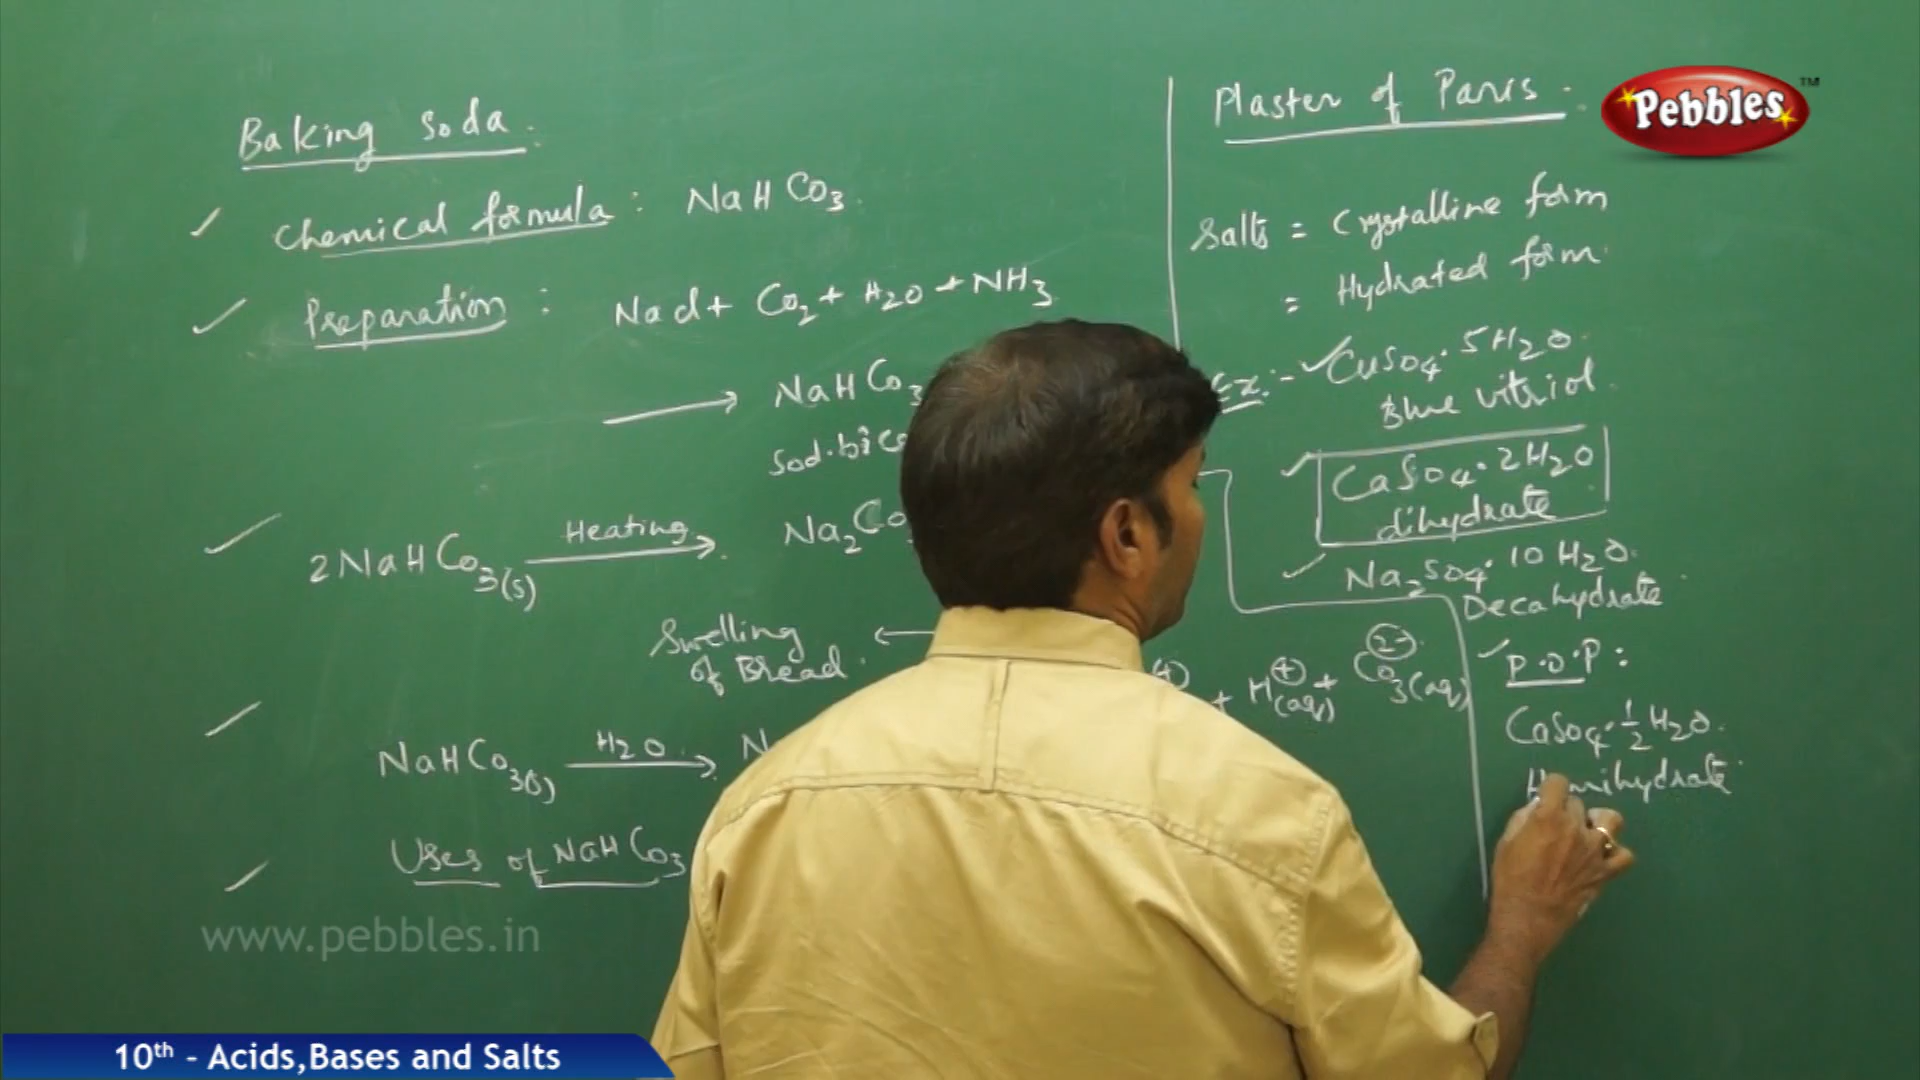 Baking soda.
Chemical formula : NaHCO3.
Preparation : NaCl + CO2 + H2O + NH3
→ NaHCO3
Sod.bic
2NaHCO3(s) Heating → Na2CO
Swelling ←
of Bread.
+ H(+)(aq) + CO3(2-)(aq)
NaHCO3(s) H2O → N
Uses of NaHCO3
Plaster of Paris.
Salts = Crystalline form
= Hydrated form.
Ex:- CuSO4.5H2O.
Blue vitriol.
CaSO4.2H2O
dihydrate
Na2SO4.10H2O.
Decahydrate
P.O.P :
CaSO4.1/2H2O.
Hemihydrate
Pebbles™
www.pebbles.in
10th - Acids,Bases and Salts